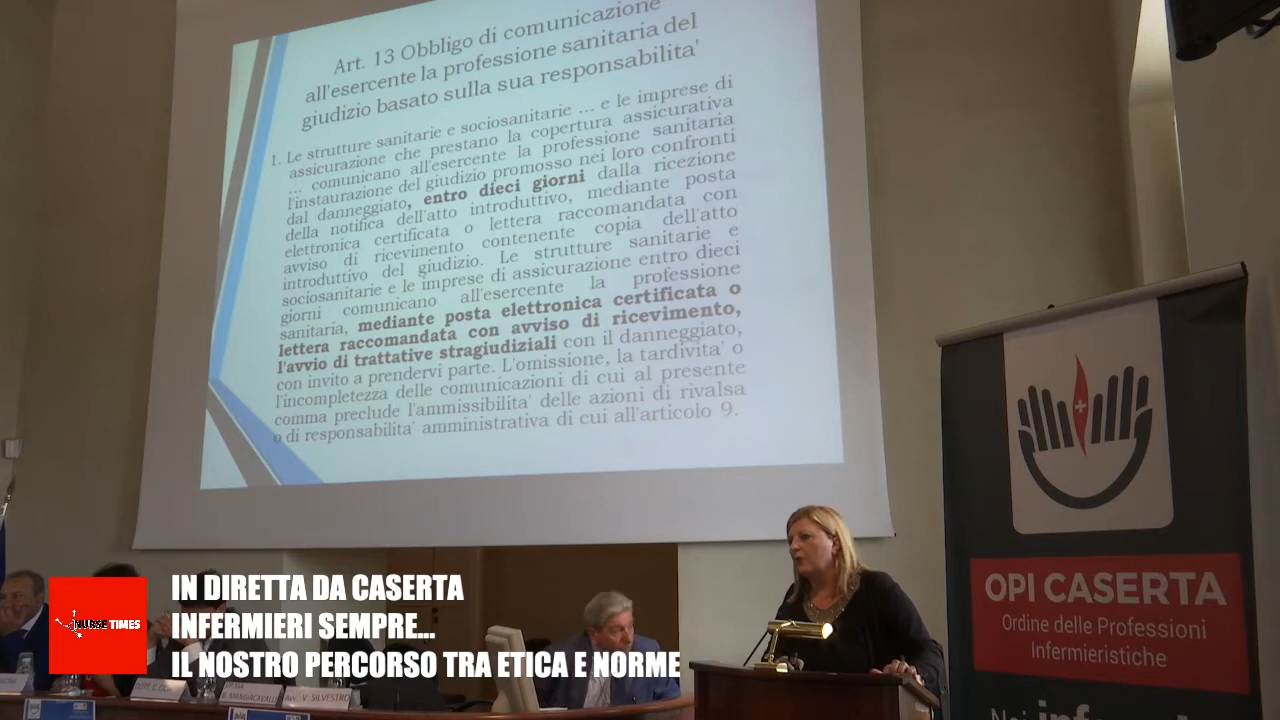 Art. 13 Obbligo di comunicazione
all'esercente la professione sanitaria del
giudizio basato sulla sua responsabilita'
1. Le strutture sanitarie e sociosanitarie ... e le imprese di
assicurazione che prestano la copertura assicurativa
... comunicano all'esercente la professione sanitaria
l'instaurazione del giudizio promosso nei loro confronti
dal danneggiato, entro dieci giorni dalla ricezione
della notifica dell'atto introduttivo, mediante posta
elettronica certificata o lettera raccomandata con
avviso di ricevimento contenente copia dell'atto
introduttivo del giudizio. Le strutture sanitarie e
sociosanitarie e le imprese di assicurazione entro dieci
giorni comunicano all'esercente la professione
sanitaria, mediante posta elettronica certificata o
lettera raccomandata con avviso di ricevimento,
l'avvio di trattative stragiudiziali con il danneggiato,
con invito a prendervi parte. L'omissione, la tardivita' o
l'incompletezza delle comunicazioni di cui al presente
comma preclude l'ammissibilita' delle azioni di rivalsa
o di responsabilita' amministrativa di cui all'articolo 9.
OPI CASERTA
Ordine delle Professioni
Infermieristiche
Noi
NURSE TIMES
IN DIRETTA DA CASERTA
INFERMIERI SEMPRE...
IL NOSTRO PERCORSO TRA ETICA E NORME
Avv. V. SILVESTRO